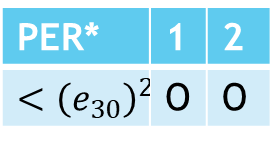 PER* 1 2
< (e₃₀)² 0 0